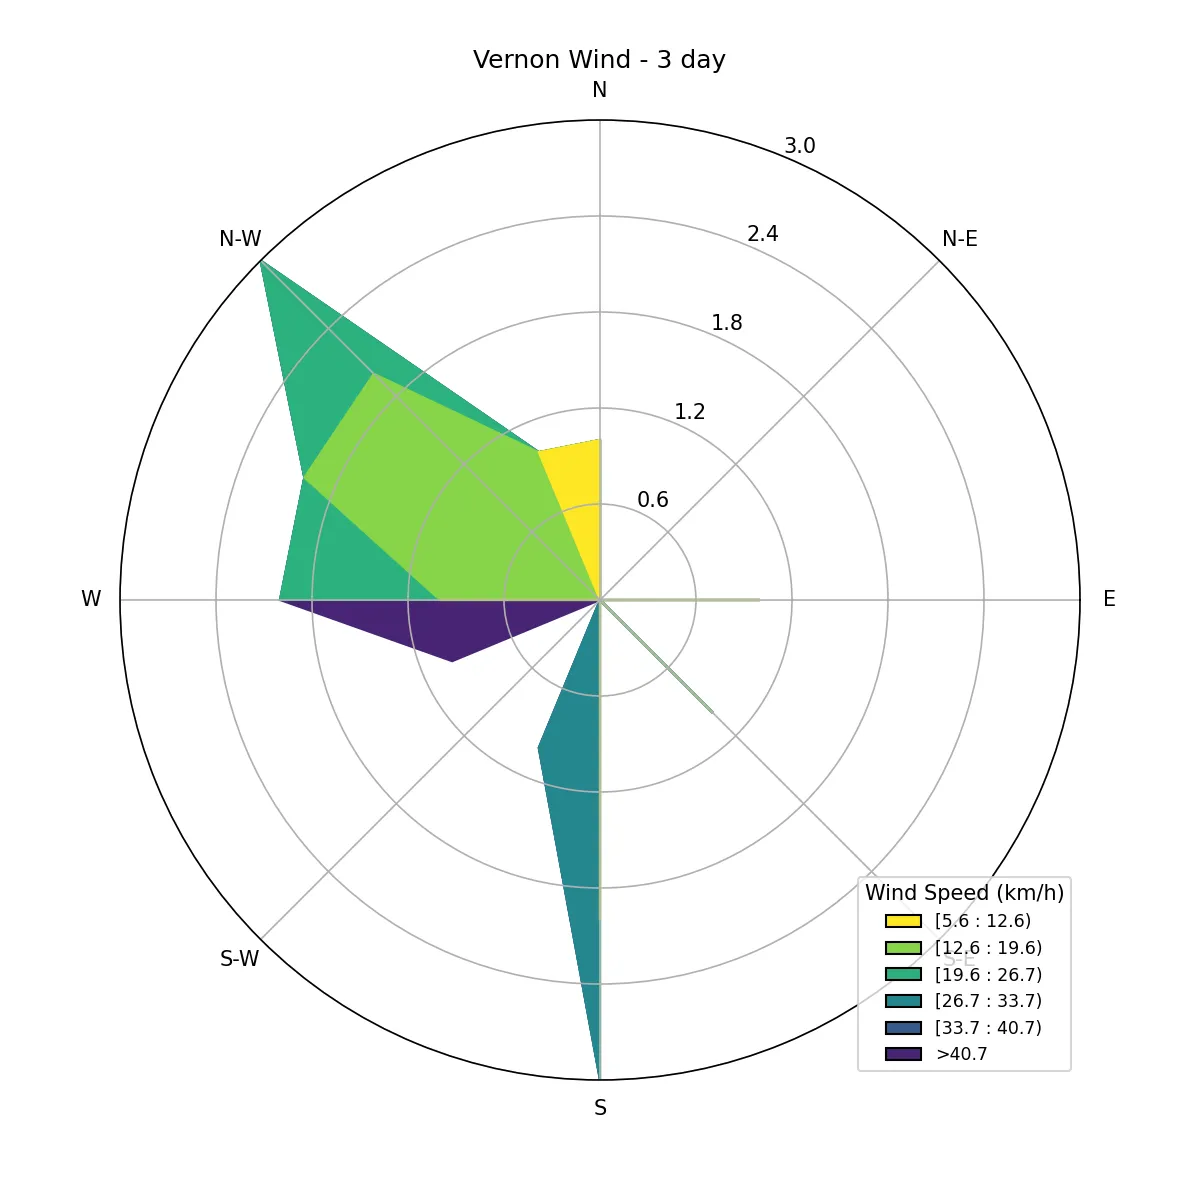 Vernon Wind - 3 day
N
3.0
N-W
N-E
2.4
1.8
1.2
0.6
W
E
S-W
S-E
Wind Speed (km/h)
[5.6 : 12.6)
[12.6 : 19.6)
[19.6 : 26.7)
[26.7 : 33.7)
[33.7 : 40.7)
>40.7
S